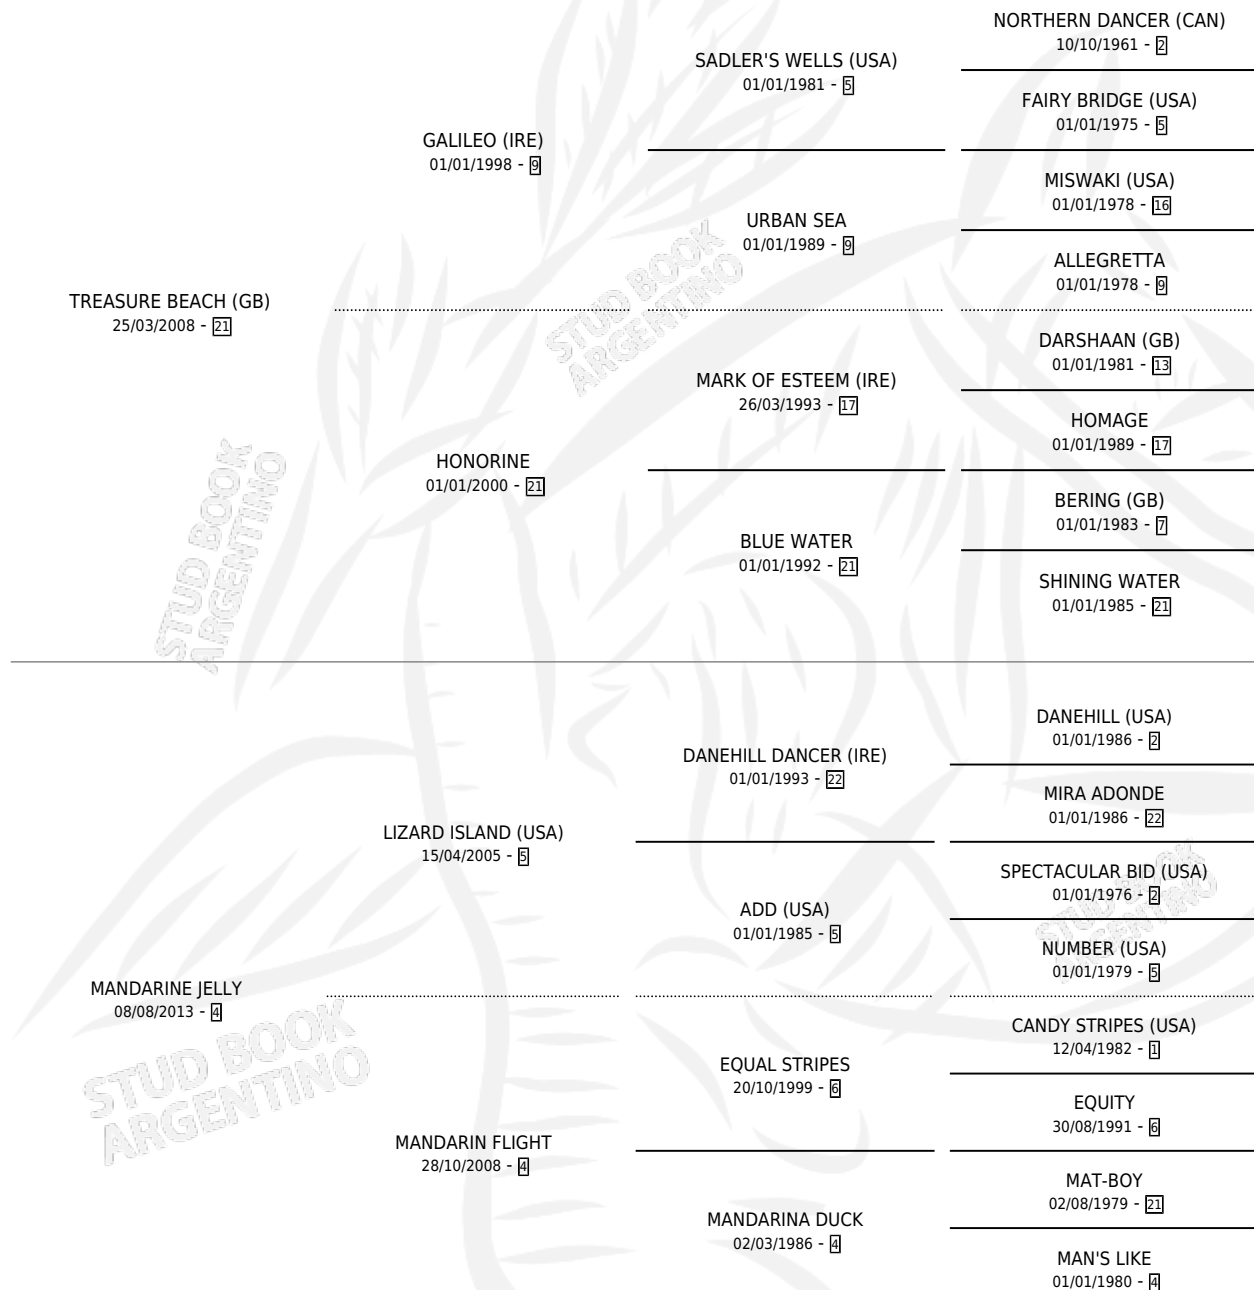 TREASURE BEACH (GB)
25/03/2008 - 21
GALILEO (IRE)
01/01/1998 - 9
HONORINE
01/01/2000 - 21
SADLER'S WELLS (USA)
01/01/1981 - 5
URBAN SEA
01/01/1989 - 9
MARK OF ESTEEM (IRE)
26/03/1993 - 17
BLUE WATER
01/01/1992 - 21
NORTHERN DANCER (CAN)
10/10/1961 - 2
FAIRY BRIDGE (USA)
01/01/1975 - 5
MISWAKI (USA)
01/01/1978 - 16
ALLEGRETTA
01/01/1978 - 9
DARSHAAN (GB)
01/01/1981 - 13
HOMAGE
01/01/1989 - 17
BERING (GB)
01/01/1983 - 7
SHINING WATER
01/01/1985 - 21
MANDARINE JELLY
08/08/2013 - 4
LIZARD ISLAND (USA)
15/04/2005 - 5
MANDARIN FLIGHT
28/10/2008 - 4
DANEHILL DANCER (IRE)
01/01/1993 - 22
ADD (USA)
01/01/1985 - 5
EQUAL STRIPES
20/10/1999 - 6
MANDARINA DUCK
02/03/1986 - 4
DANEHILL (USA)
01/01/1986 - 2
MIRA ADONDE
01/01/1986 - 22
SPECTACULAR BID (USA)
01/01/1976 - 2
NUMBER (USA)
01/01/1979 - 5
CANDY STRIPES (USA)
12/04/1982 - 1
EQUITY
30/08/1991 - 6
MAT-BOY
02/08/1979 - 21
MAN'S LIKE
01/01/1980 - 4
STUD BOOK
ARGENTINO
STUD BOOK
ARGENTINO
STUD BOOK
ARGENTINO
STUD BOOK
ARGENTINO